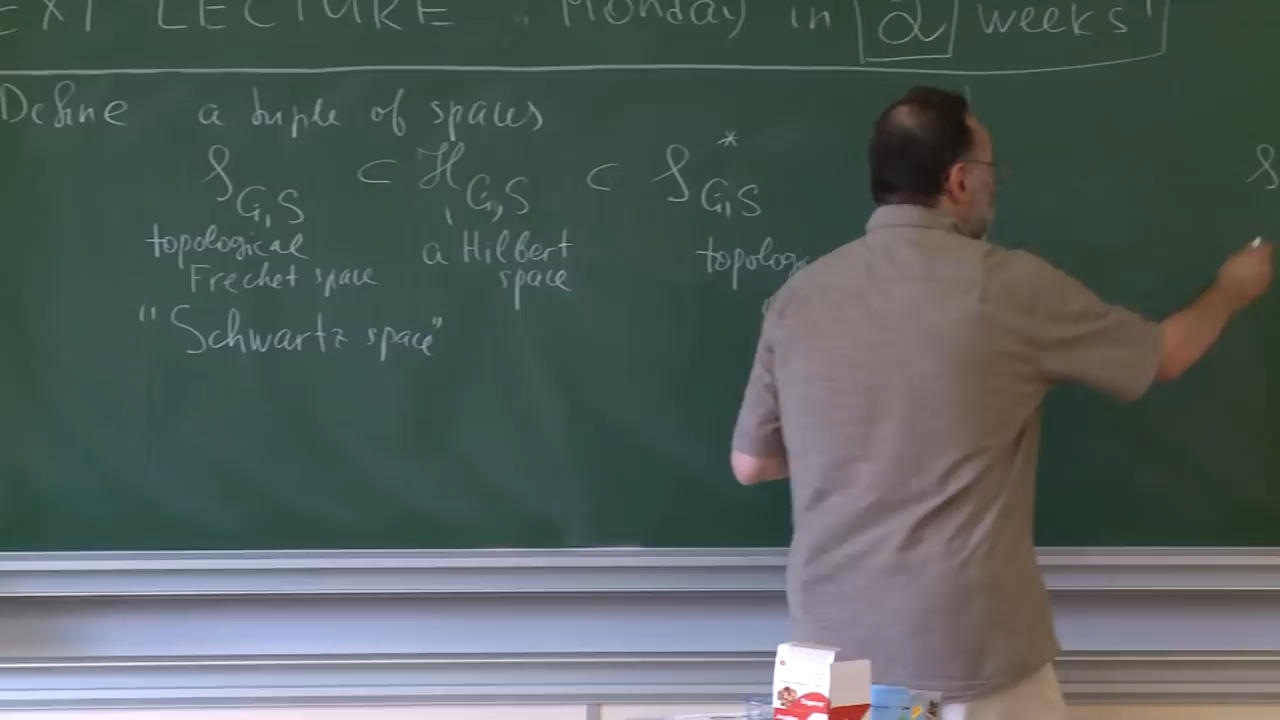 EXT LECTURE : Monday in 2 weeks!
Define a triple of spaces
S_{G,S} ⊂ H_{G,S} ⊂ S*_{G,S}
topological a Hilbert topolog
Frechet space space
"Schwartz space"
S